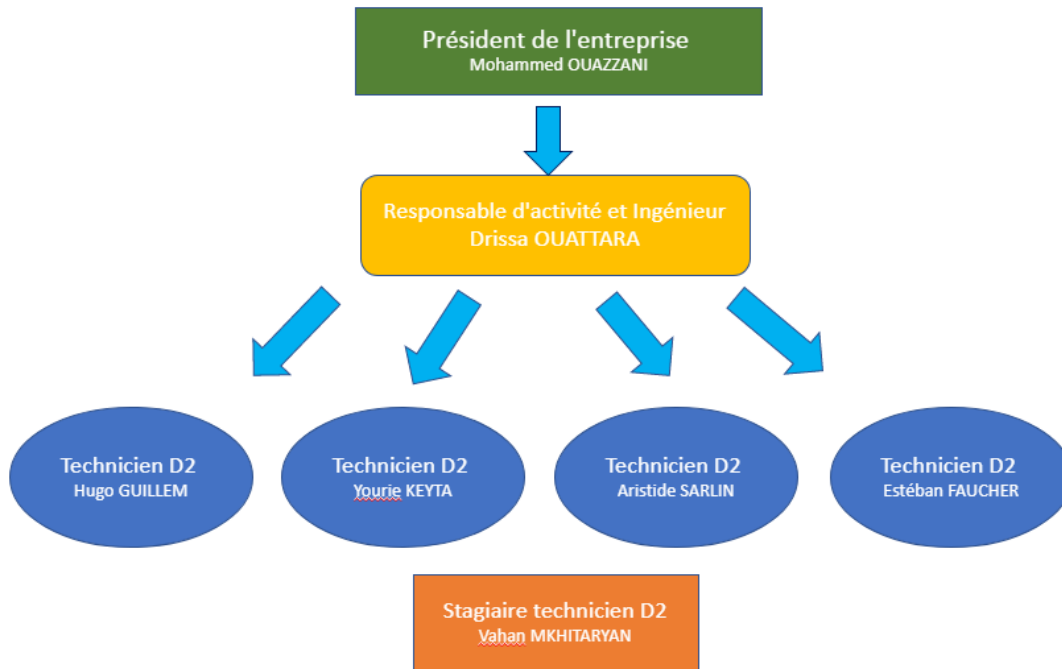 Président de l'entreprise
Mohammed OUAZZANI
Responsable d'activité et Ingénieur
Drissa OUATTARA
Technicien D2
Hugo GUILLEM
Technicien D2
Yourie KEYTA
Technicien D2
Aristide SARLIN
Technicien D2
Estéban FAUCHER
Stagiaire technicien D2
Vahan MKHITARYAN